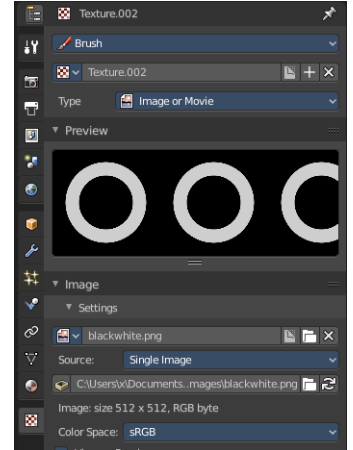 Texture.002
Brush
Texture.002
Type Image or Movie
Preview
Image
Settings
blackwhite.png
Source: Single Image
C:\Users\x\Documents..mages\blackwhite.png
Image: size 512 x 512, RGB byte
Color Space: sRGB